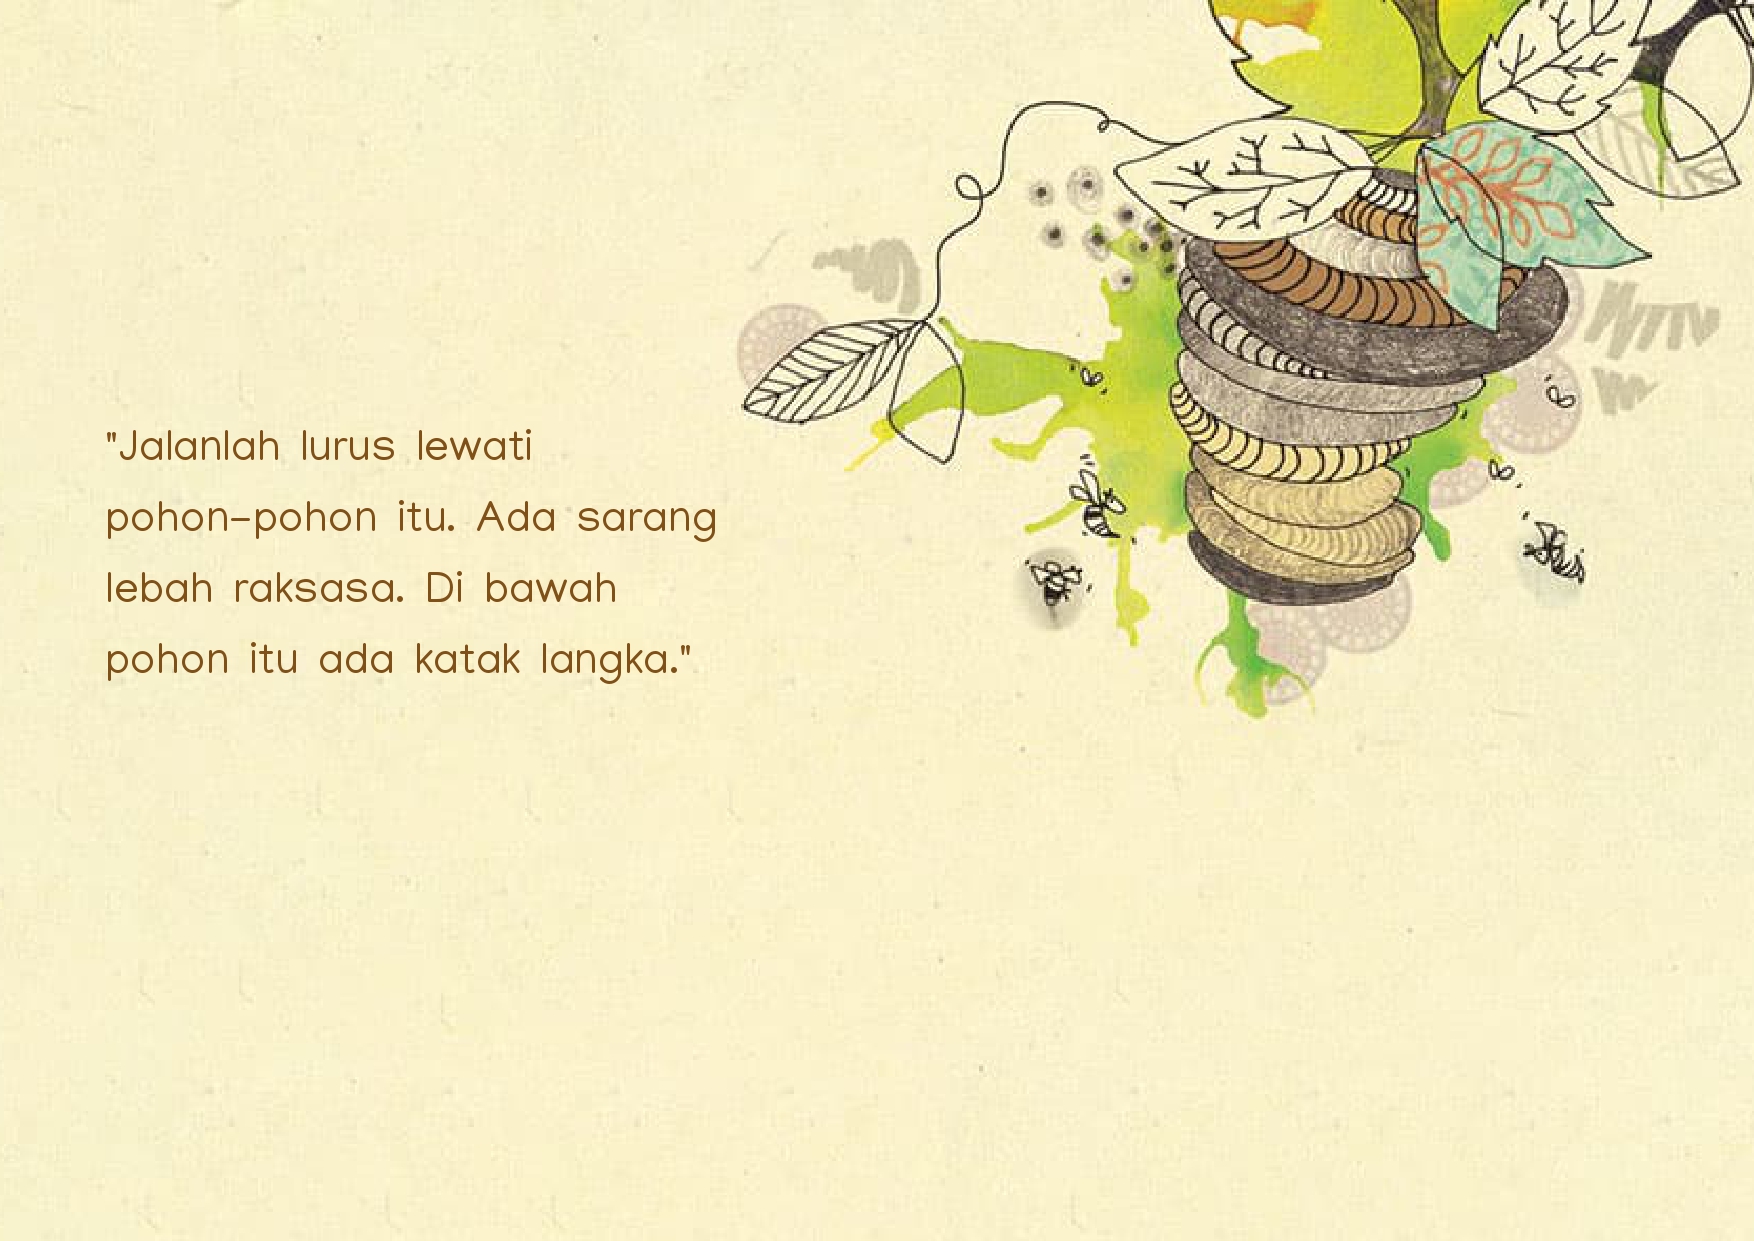 "Jalanlah lurus lewati
pohon-pohon itu. Ada sarang
lebah raksasa. Di bawah
pohon itu ada katak langka."